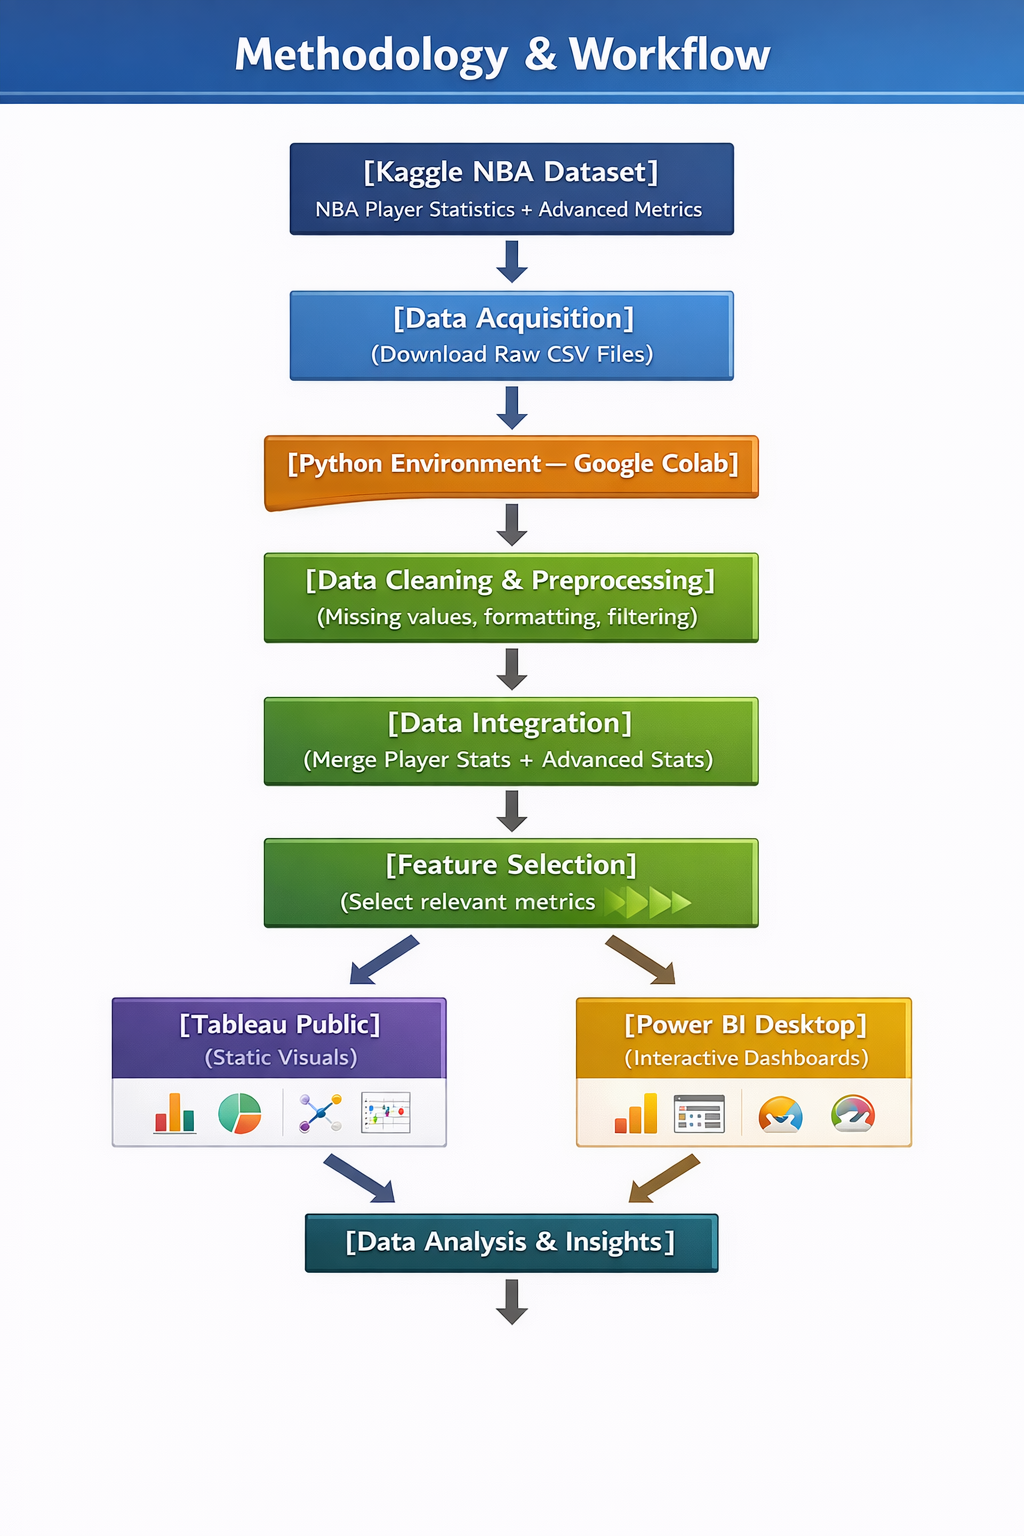 Methodology & Workflow
[Kaggle NBA Dataset]
NBA Player Statistics + Advanced Metrics
[Data Acquisition]
(Download Raw CSV Files)
[Python Environment — Google Colab]
[Data Cleaning & Preprocessing]
(Missing values, formatting, filtering)
[Data Integration]
(Merge Player Stats + Advanced Stats)
[Feature Selection]
(Select relevant metrics
[Tableau Public]
(Static Visuals)
[Power BI Desktop]
(Interactive Dashboards)
[Data Analysis & Insights]